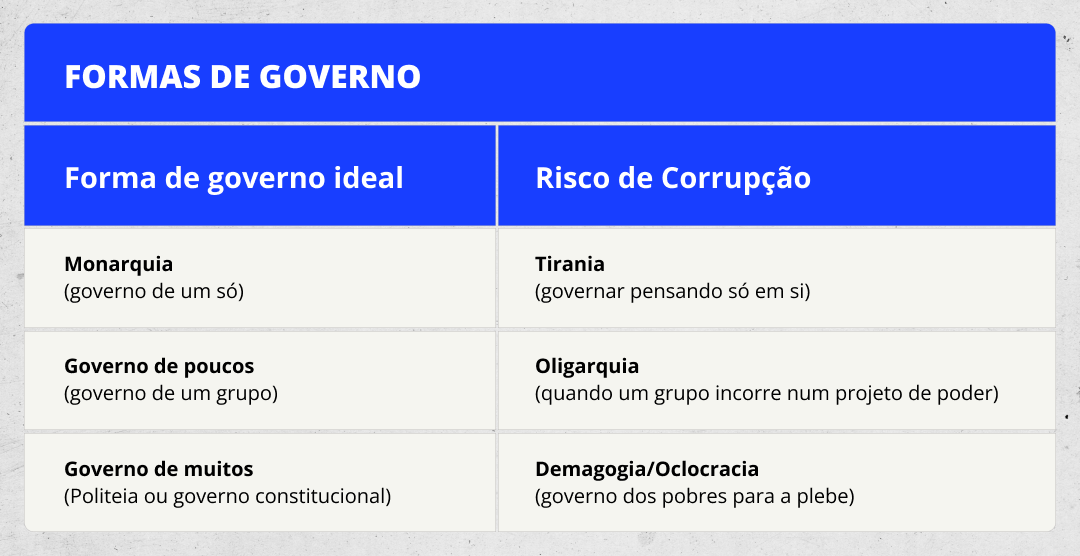 FORMAS DE GOVERNO
Forma de governo ideal
Risco de Corrupção
Monarquia
(governo de um só)
Tirania
(governar pensando só em si)
Governo de poucos
(governo de um grupo)
Oligarquia
(quando um grupo incorre num projeto de poder)
Governo de muitos
(Politeia ou governo constitucional)
Demagogia/Oclocracia
(governo dos pobres para a plebe)